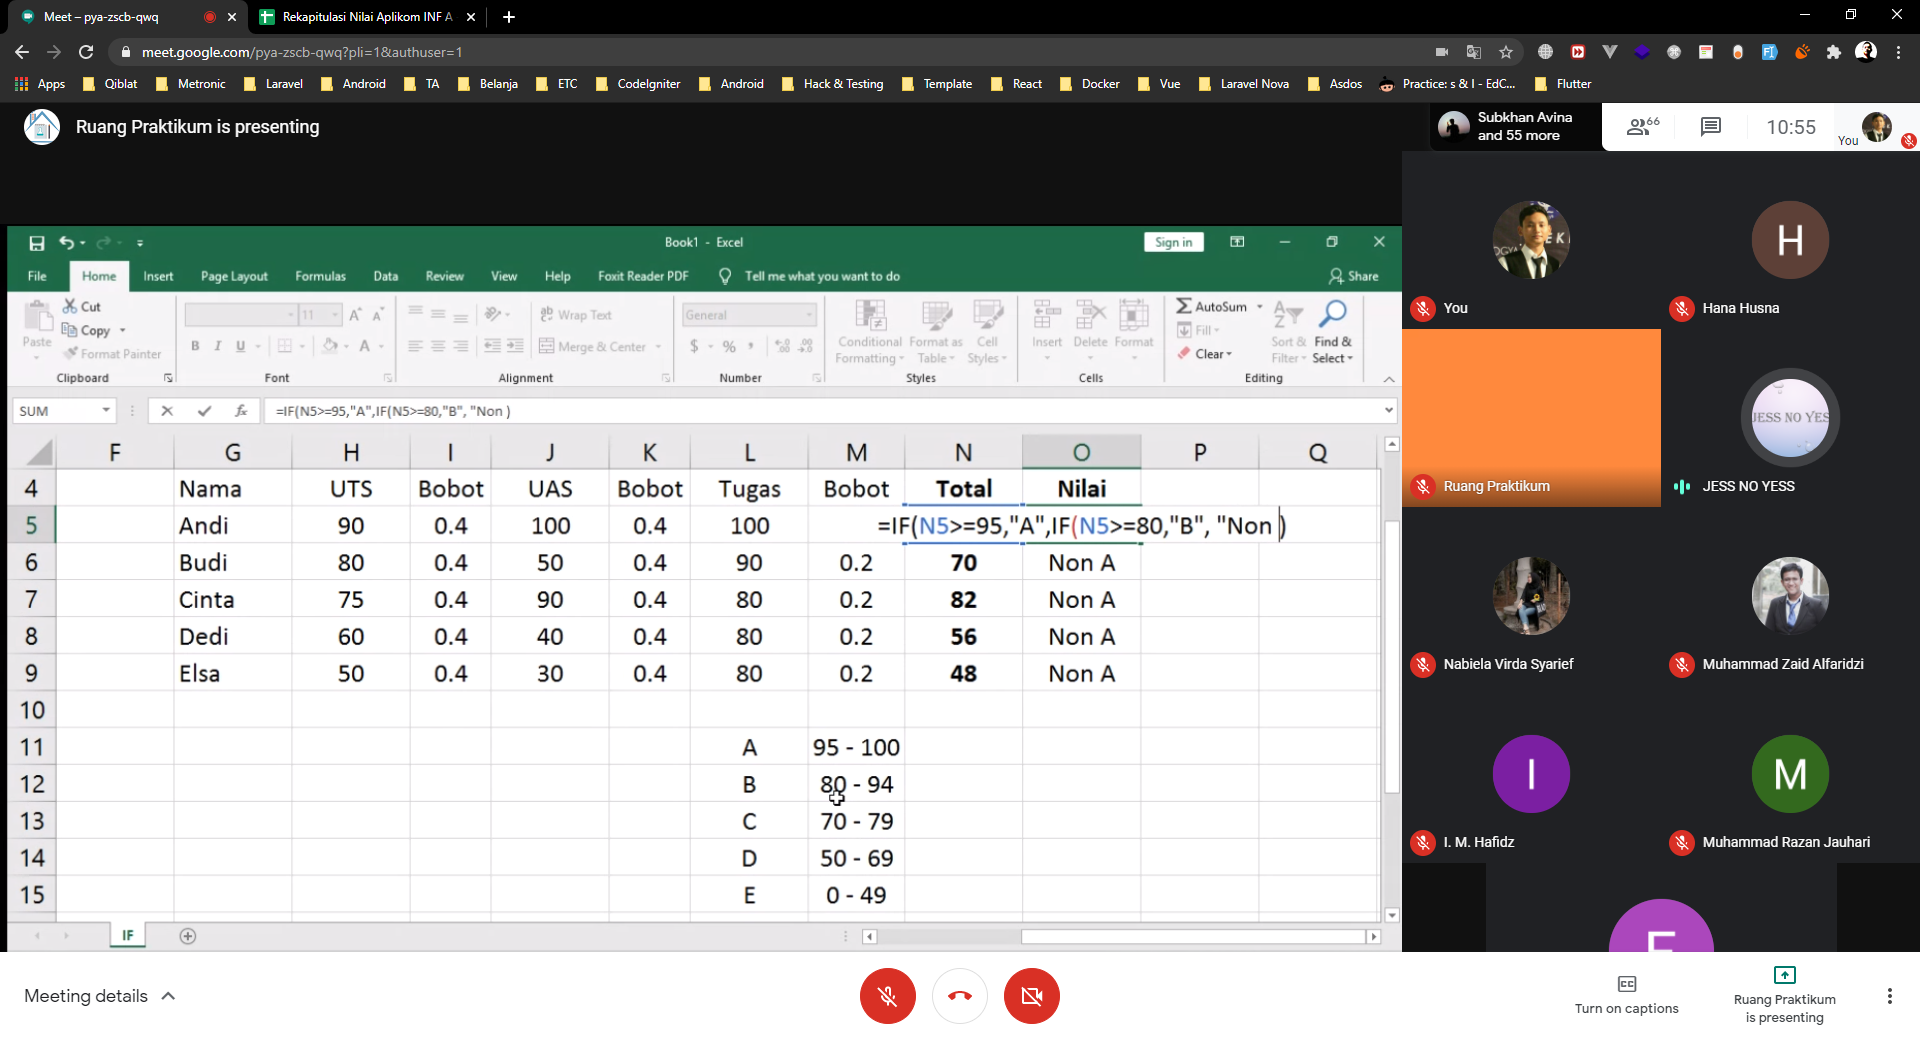 Meet – pya-zscb-qwq
Rekapitulasi Nilai Aplikom INF A
meet.google.com/pya-zscb-qwq?pli=1&authuser=1
Apps Qiblat Metronic Laravel Android TA Belanja ETC CodeIgniter Android Hack & Testing Template React Docker Vue Laravel Nova Asdos Practice: s & I - EdC... Flutter
Ruang Praktikum is presenting
Subkhan Avina
and 55 more
66
10:55
You
Book1 - Excel
Sign in
File Home Insert Page Layout Formulas Data Review View Help Foxit Reader PDF Tell me what you want to do Share
Paste
Cut
Copy
Format Painter
Clipboard
11
B I U
Font
Wrap Text
Merge & Center
Alignment
General
$ % ,
Number
Conditional Formatting
Format as Table
Cell Styles
Styles
Insert Delete Format
Cells
AutoSum
Fill
Clear
Sort & Filter
Find & Select
Editing
SUM
fx
=IF(N5>=95,"A",IF(N5>=80,"B", "Non )
F G H I J K L M N O P Q
4 Nama UTS Bobot UAS Bobot Tugas Bobot Total Nilai
5 Andi 90 0.4 100 0.4 100 =IF(N5>=95,"A",IF(N5>=80,"B", "Non )
6 Budi 80 0.4 50 0.4 90 0.2 70 Non A
7 Cinta 75 0.4 90 0.4 80 0.2 82 Non A
8 Dedi 60 0.4 40 0.4 80 0.2 56 Non A
9 Elsa 50 0.4 30 0.4 80 0.2 48 Non A
10
11 A 95 - 100
12 B 80 - 94
13 C 70 - 79
14 D 50 - 69
15 E 0 - 49
IF
You
H
Hana Husna
Ruang Praktikum
JESS NO YES
JESS NO YESS
Nabiela Virda Syarief
Muhammad Zaid Alfaridzi
I
I. M. Hafidz
M
Muhammad Razan Jauhari
Meeting details
Turn on captions
Ruang Praktikum
is presenting